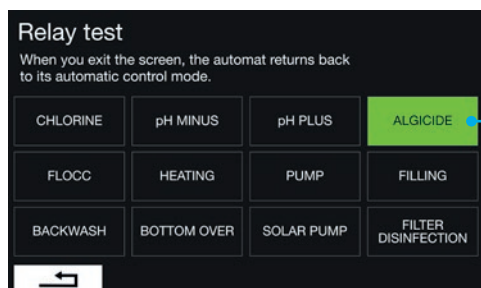 Relay test
When you exit the screen, the automat returns back
to its automatic control mode.
CHLORINE
pH MINUS
pH PLUS
ALGICIDE
FLOCC
HEATING
PUMP
FILLING
BACKWASH
BOTTOM OVER
SOLAR PUMP
FILTER
DISINFECTION